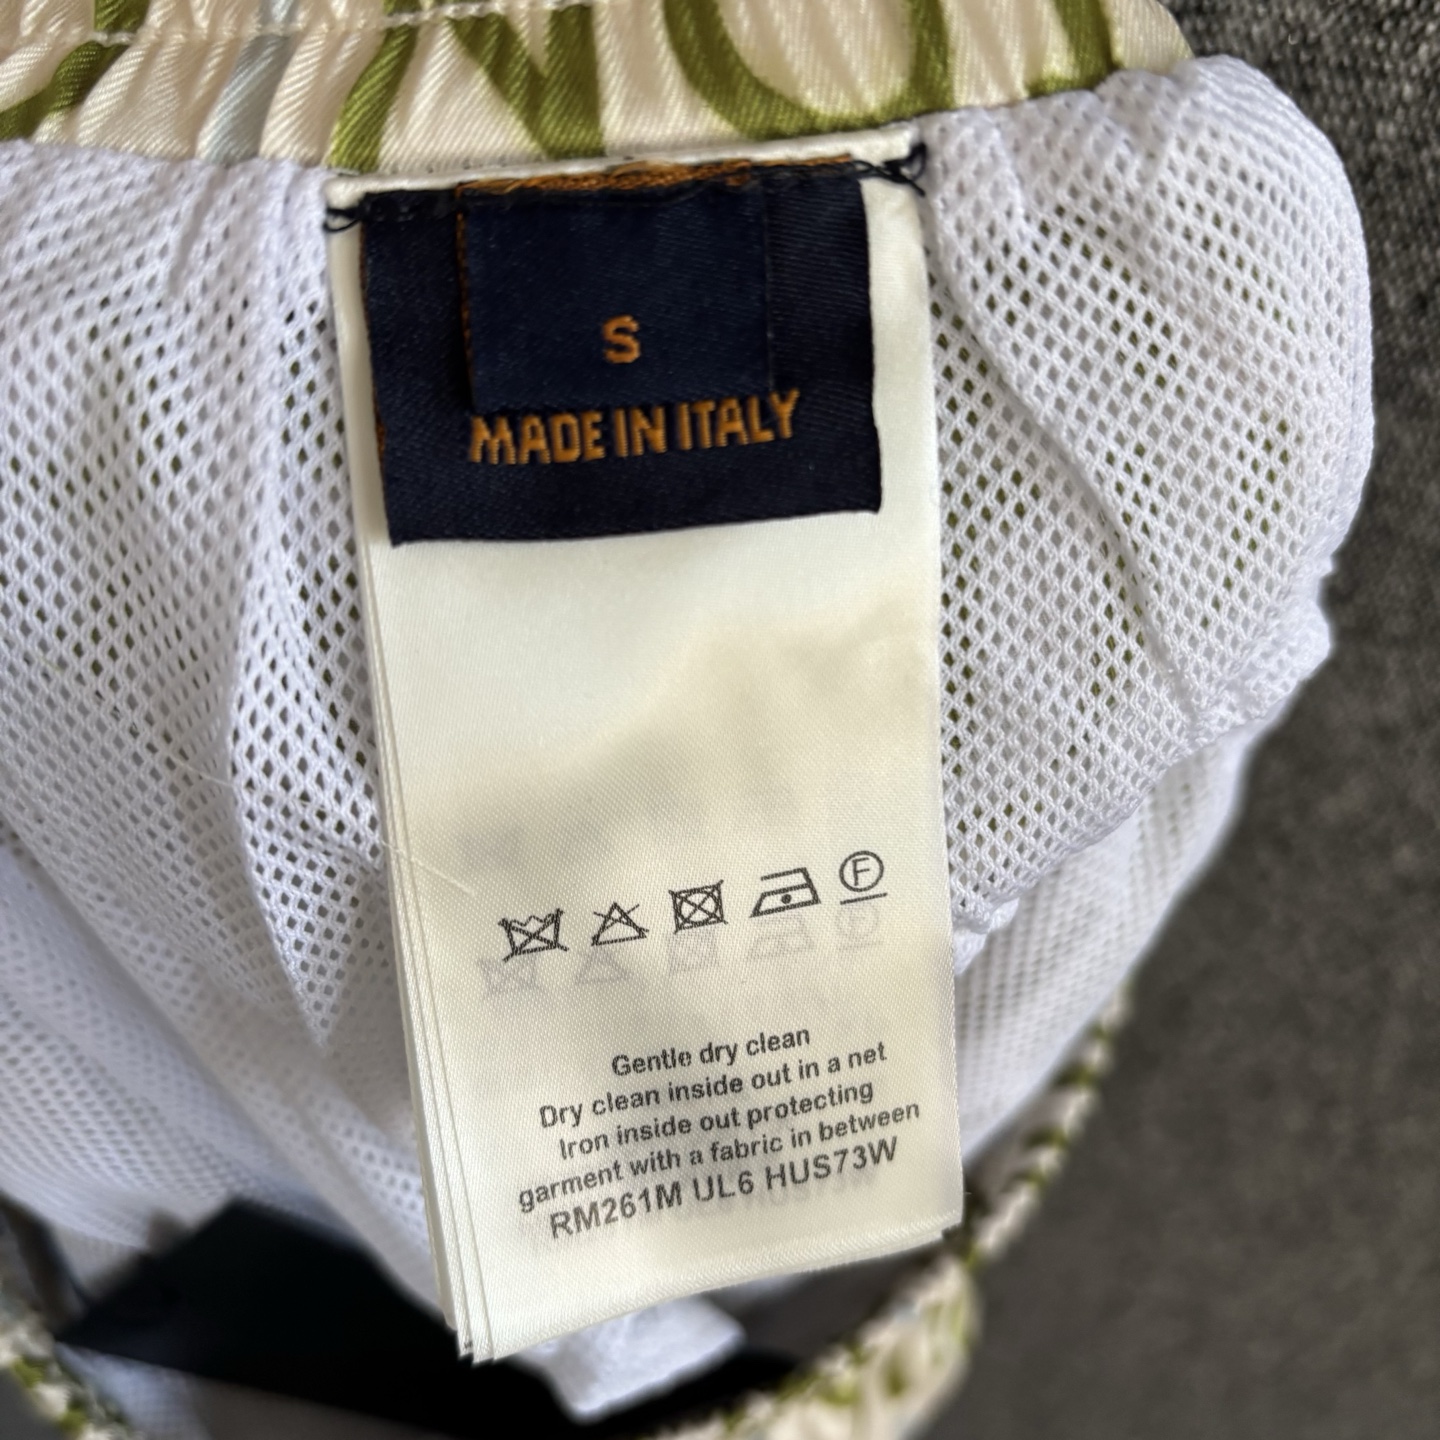 S
MADE IN ITALY
F
Gentle dry clean
Dry clean inside out in a net
Iron inside out protecting
garment with a fabric in between
RM261M UL6 HUS73W